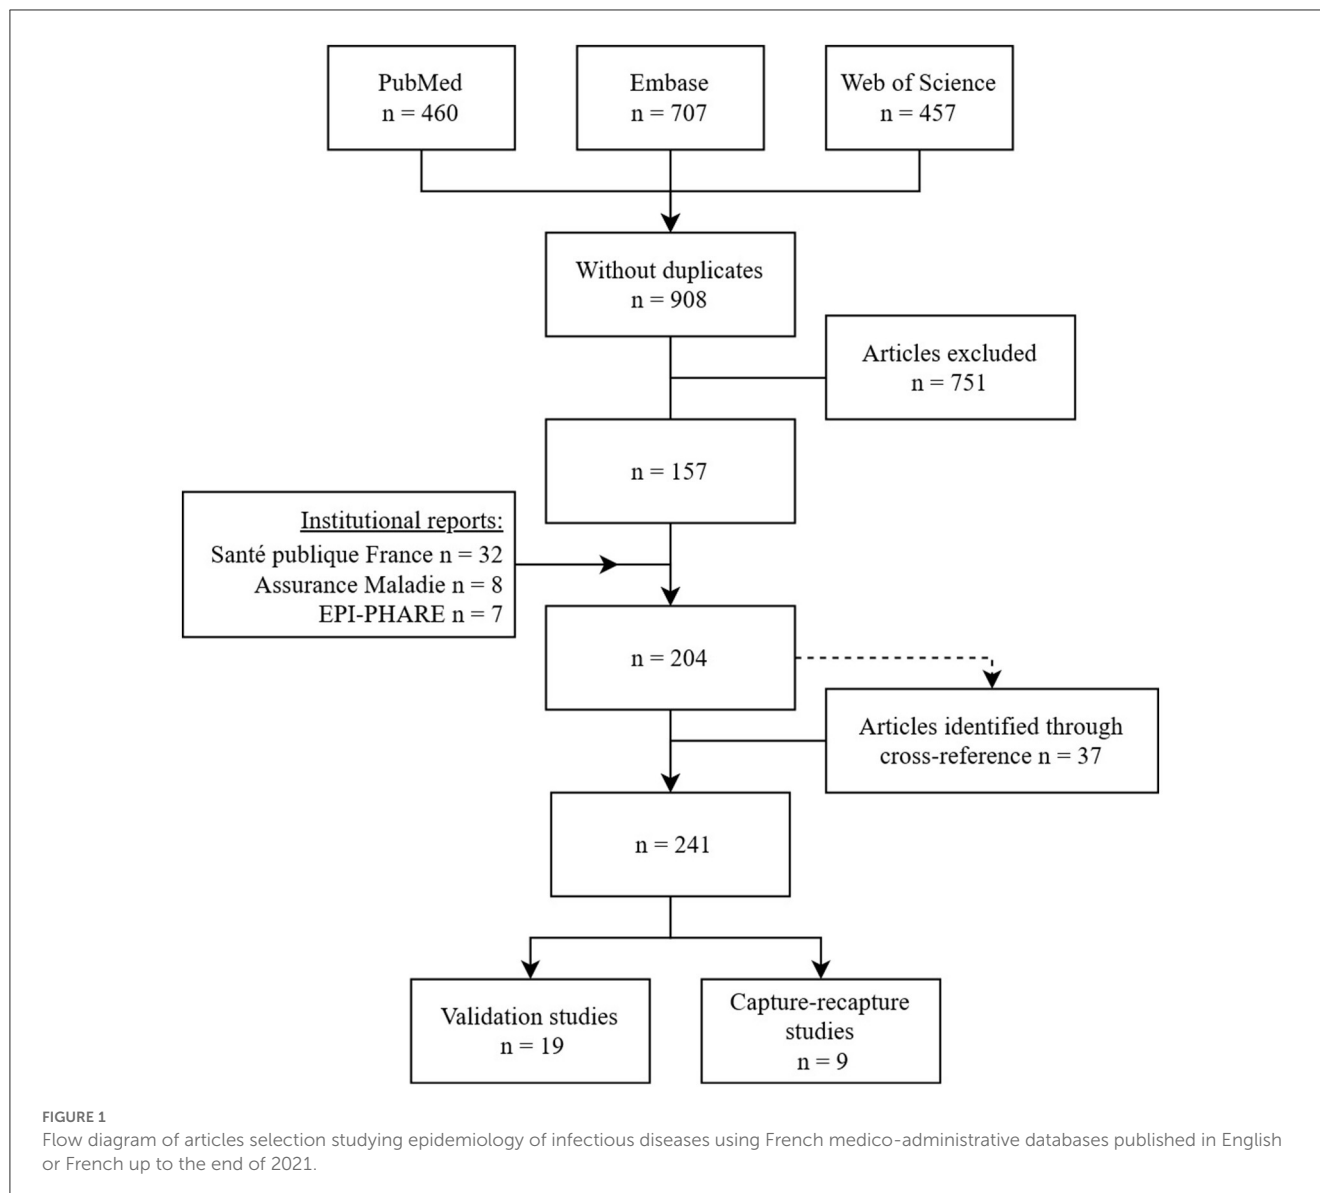 PubMed
n = 460
Embase
n = 707
Web of Science
n = 457
Without duplicates
n = 908
Articles excluded
n = 751
n = 157
Institutional reports:
Santé publique France n = 32
Assurance Maladie n = 8
EPI-PHARE n = 7
n = 204
Articles identified through
cross-reference n = 37
n = 241
Validation studies
n = 19
Capture-recapture
studies
n = 9
FIGURE 1
Flow diagram of articles selection studying epidemiology of infectious diseases using French medico-administrative databases published in English
or French up to the end of 2021.